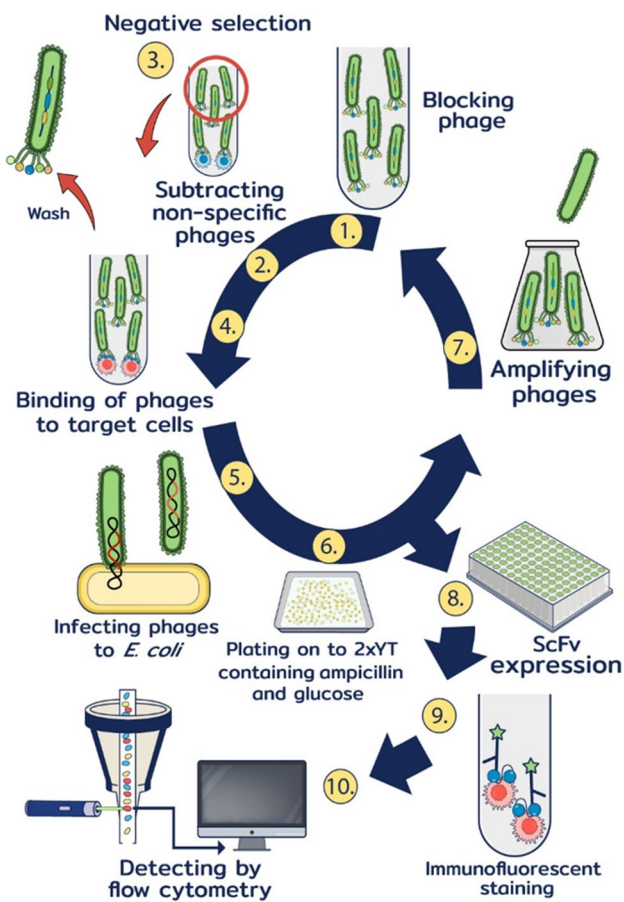 Negative selection
3.
Blocking
phage
Wash
Subtracting
non-specific
phages
1.
2.
4.
7.
Amplifying
phages
Binding of phages
to target cells
5.
6.
Infecting phages
to E. coli
Plating on to 2xYT
containing ampicillin
and glucose
8.
ScFv
expression
9.
10.
Detecting by
flow cytometry
Immunofluorescent
staining